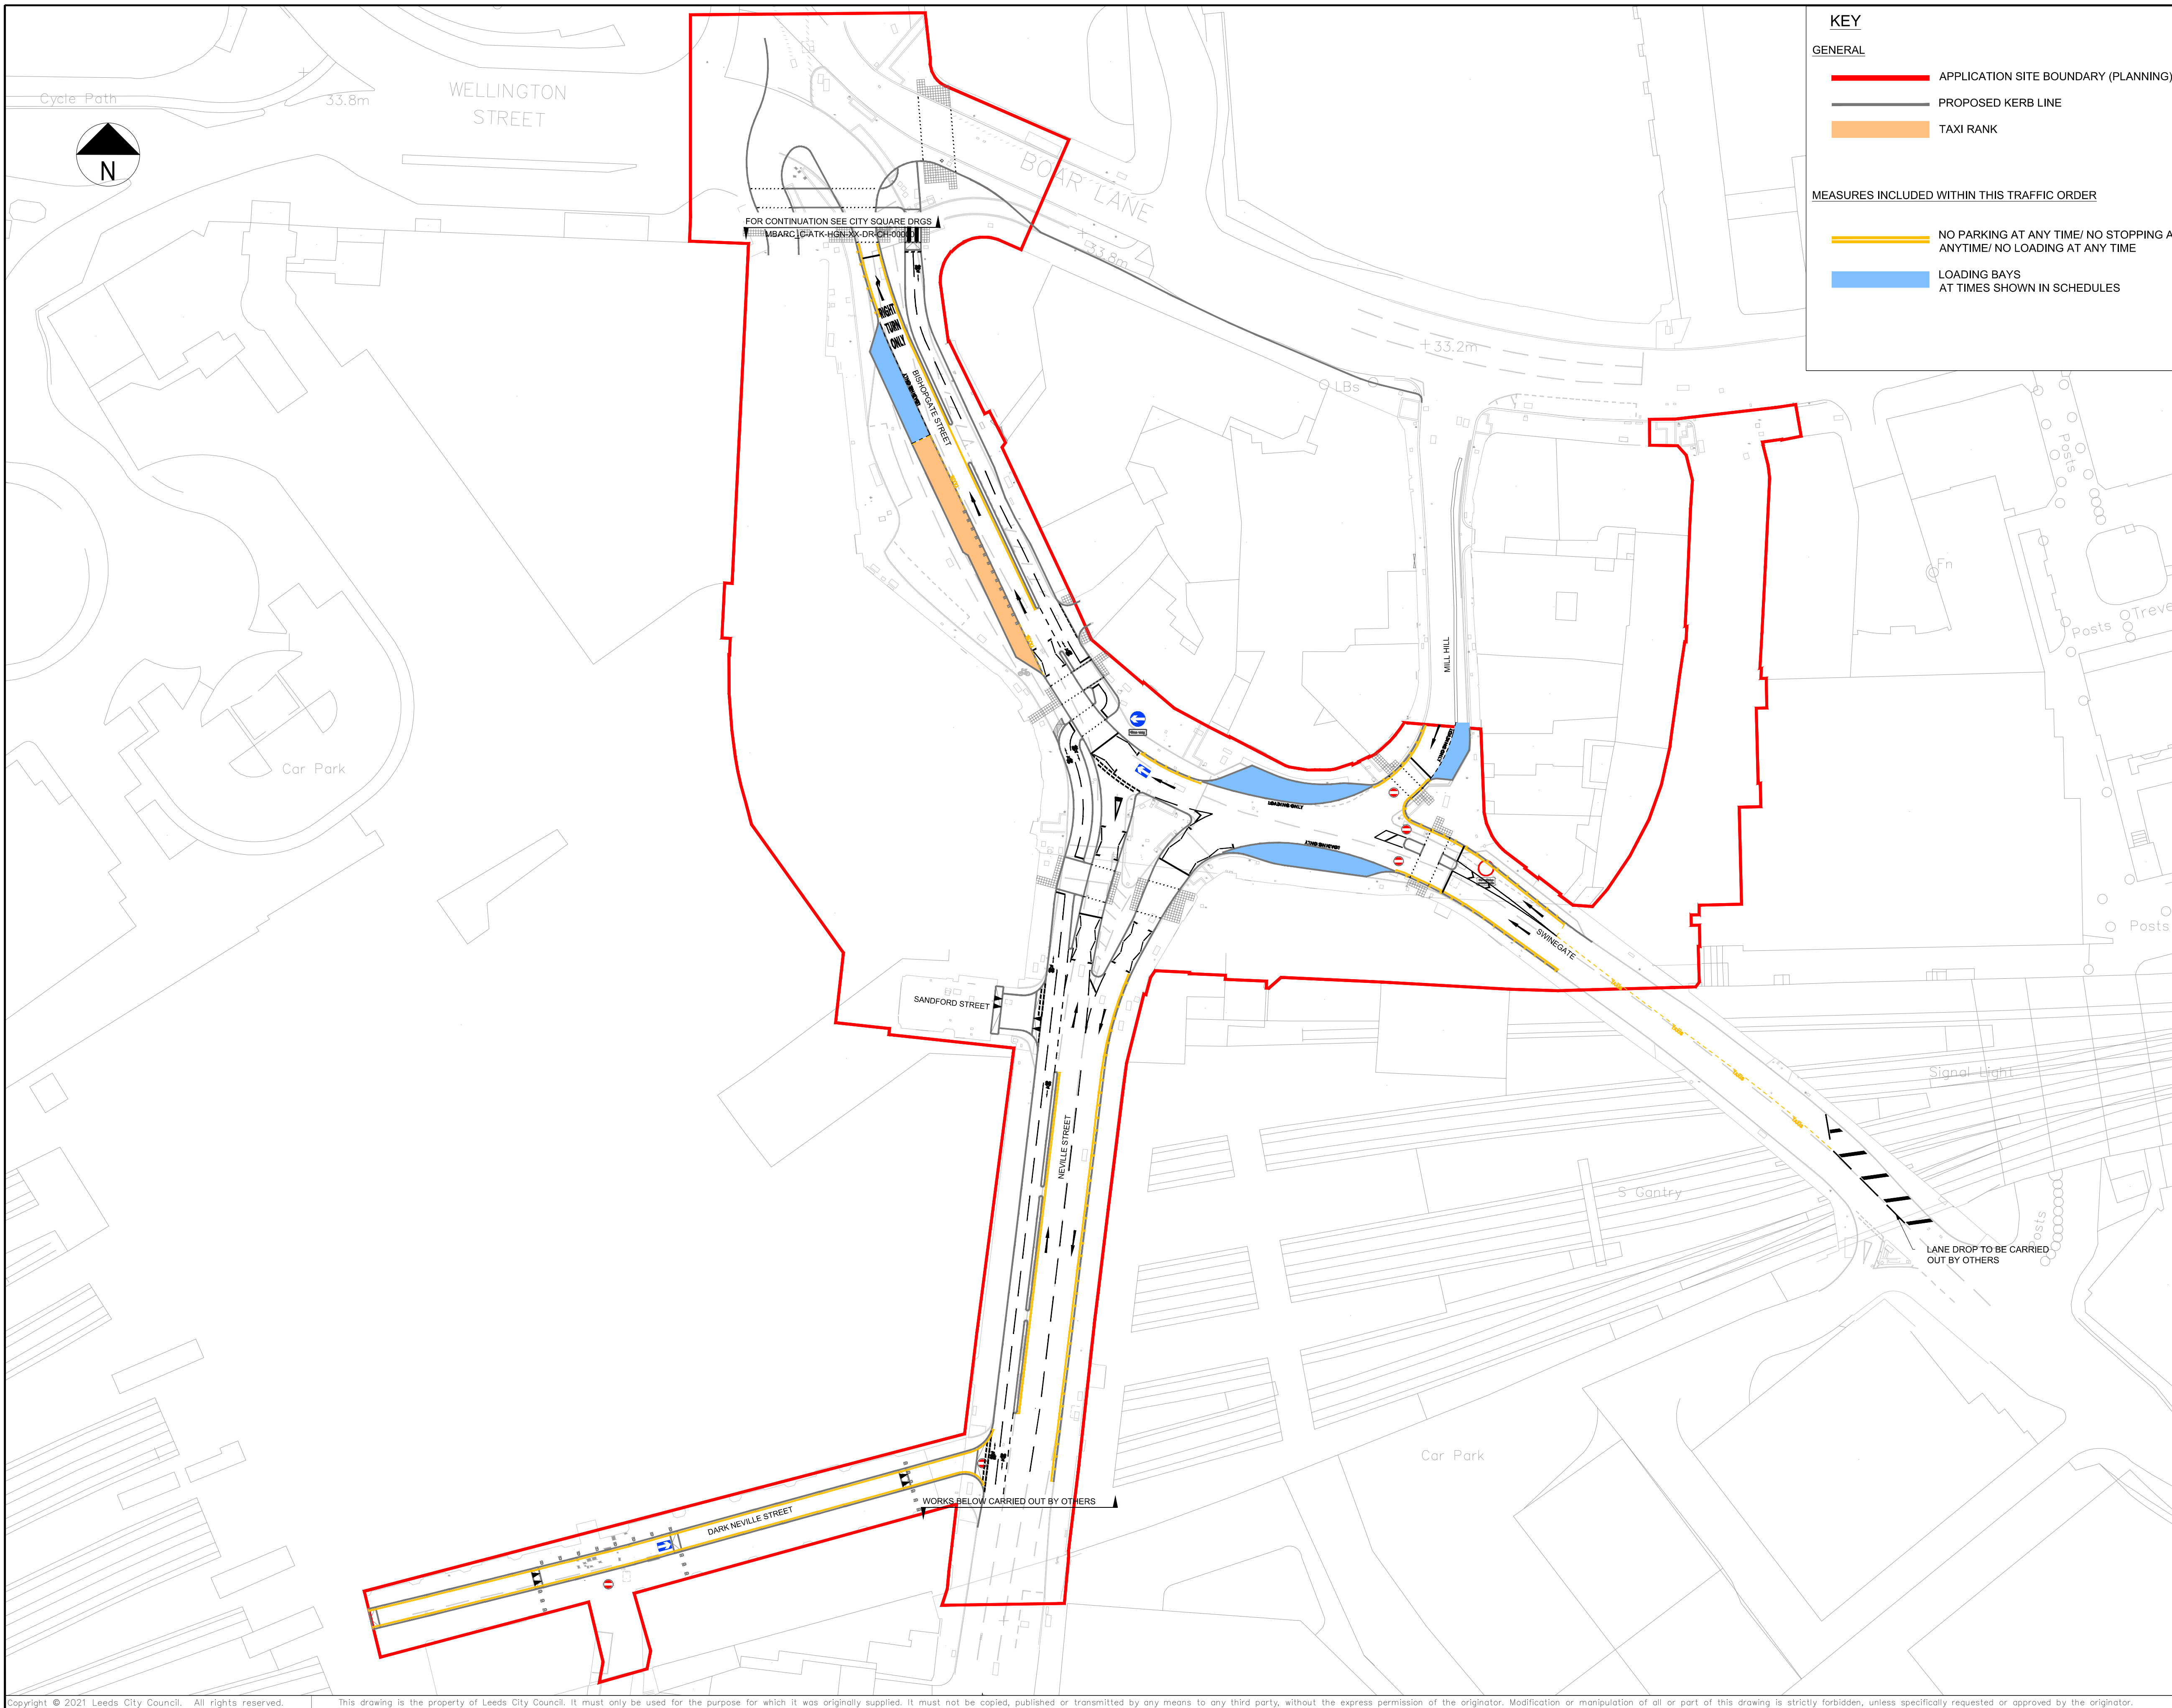 KEY
GENERAL
APPLICATION SITE BOUNDARY (PLANNING)
PROPOSED KERB LINE
TAXI RANK
MEASURES INCLUDED WITHIN THIS TRAFFIC ORDER
NO PARKING AT ANY TIME/ NO STOPPING A
ANYTIME/ NO LOADING AT ANY TIME
LOADING BAYS
AT TIMES SHOWN IN SCHEDULES
Cycle Path
33.8m
WELLINGTON
STREET
N
BOAR LANE
FOR CONTINUATION SEE CITY SQUARE DRGS
33.8m
33.2m
LBs
RIGHT
TURN
ONLY
BISHOPGATE STREET
Posts
Fn
Posts
Treve
MILL HILL
Car Park
LOADING ONLY
LOADING ONLY
SWINEGATE
Posts
SANDFORD STREET
Signal Light
NEVILLE STREET
S Gantry
Posts
LANE DROP TO BE CARRIED
OUT BY OTHERS
Car Park
WORKS BELOW CARRIED OUT BY OTHERS
DARK NEVILLE STREET
Copyright © 2021 Leeds City Council. All rights reserved.
This drawing is the property of Leeds City Council. It must only be used for the purpose for which it was originally supplied. It must not be copied, published or transmitted by any means to any third party, without the express permission of the originator. Modification or manipulation of all or part of this drawing is strictly forbidden, unless specifically requested or approved by the originator.